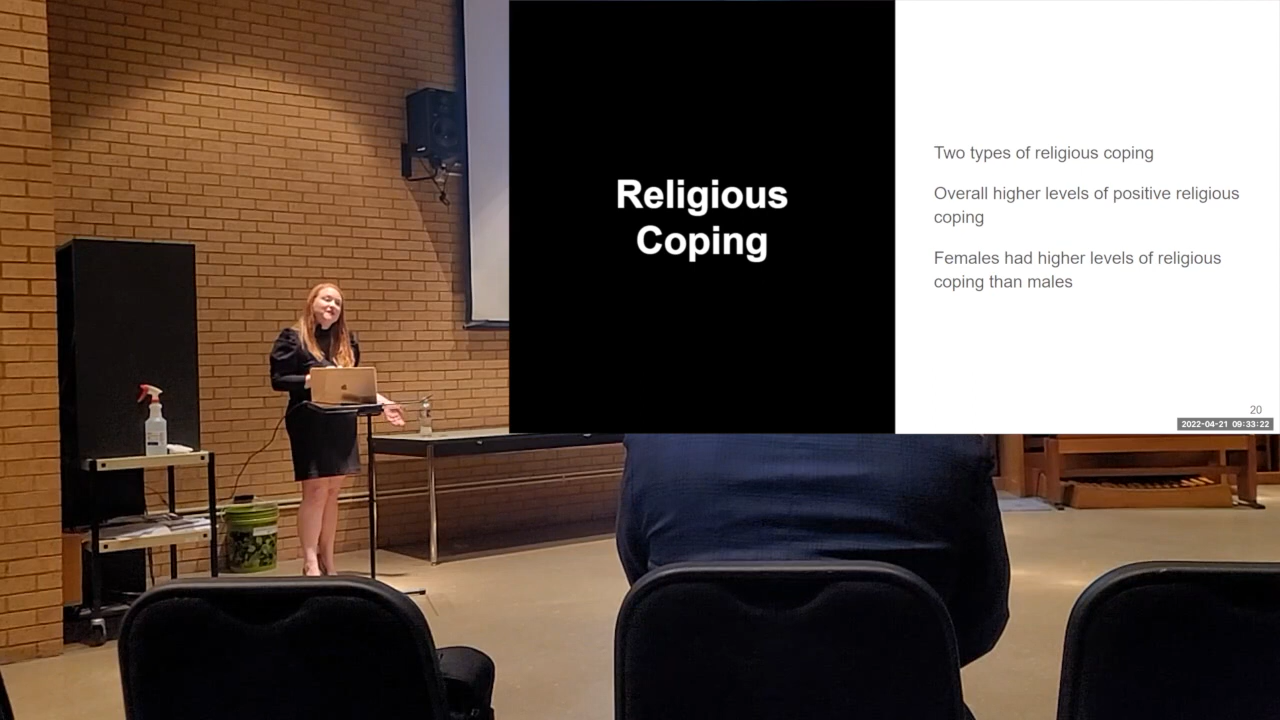 Religious
Coping
Two types of religious coping
Overall higher levels of positive religious
coping
Females had higher levels of religious
coping than males
20
2022-04-21 09:33:22